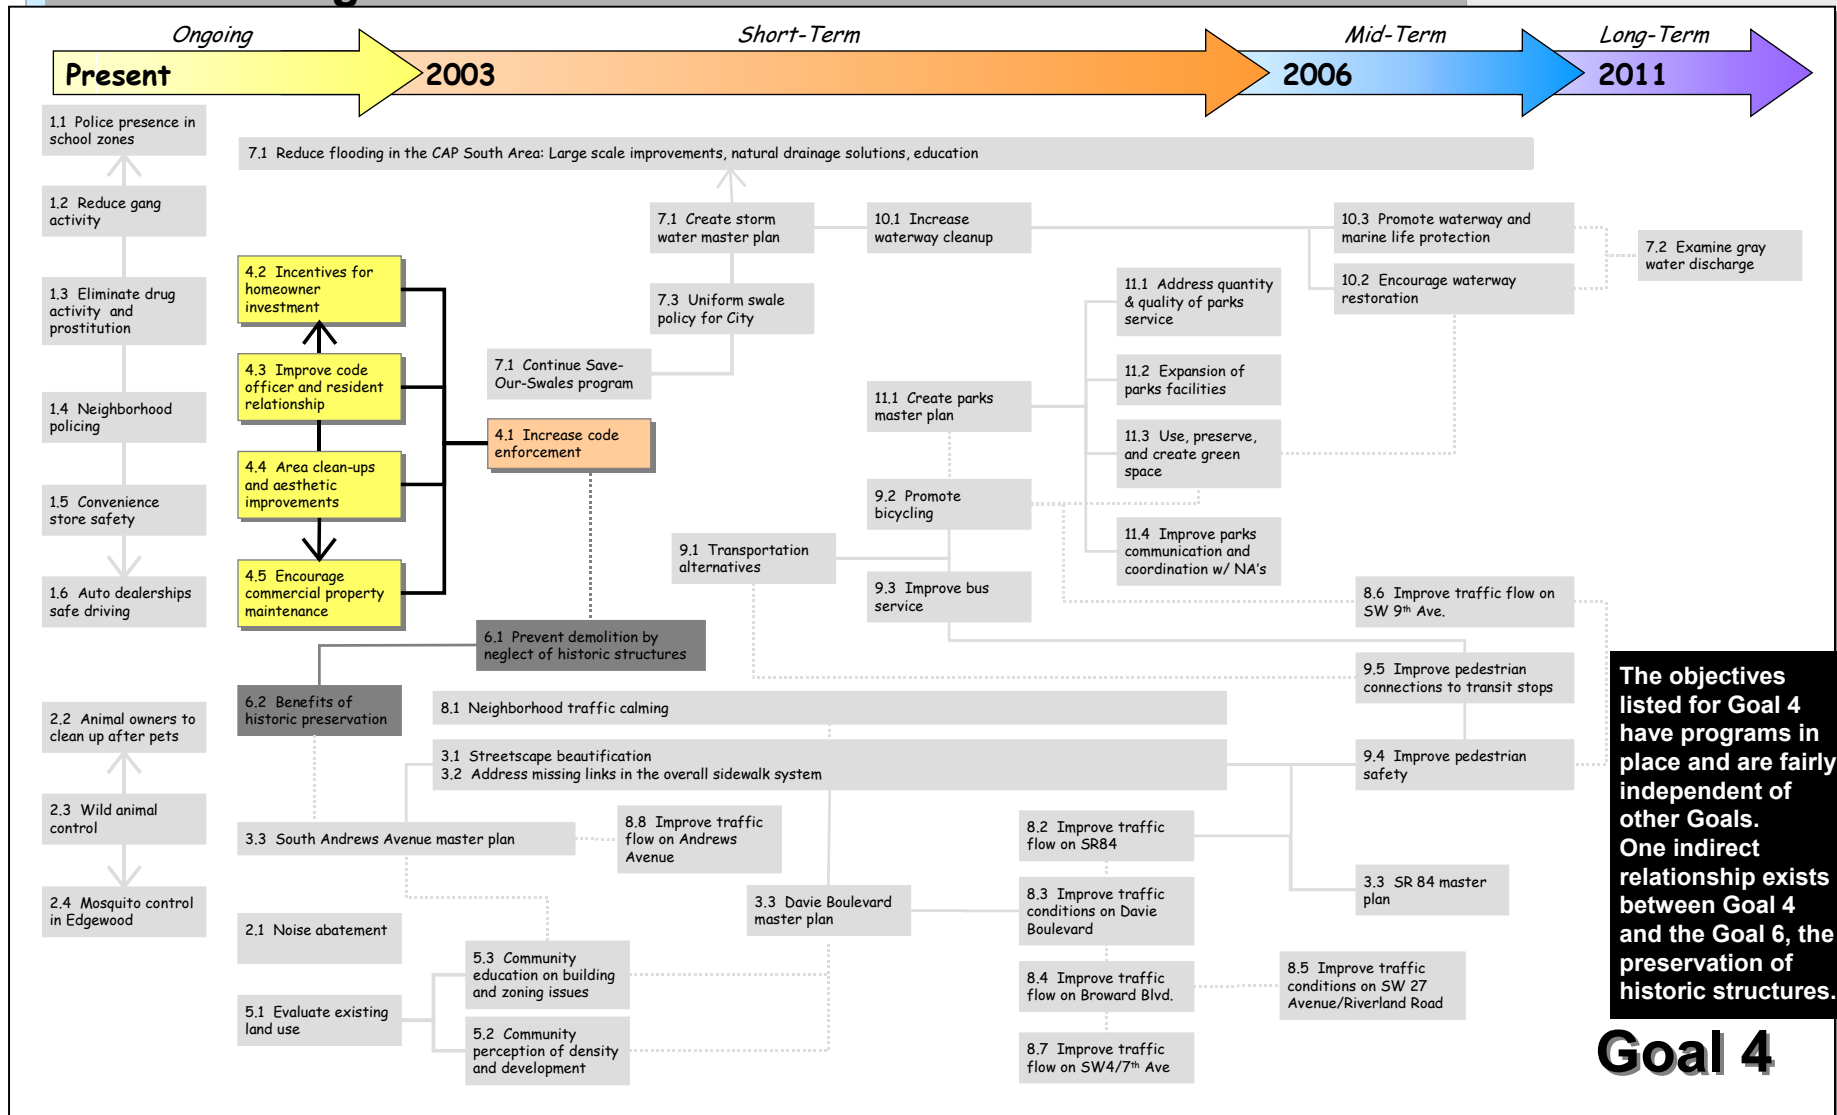 Ongoing
Short-Term
Mid-Term
Long-Term
Present
2003
2006
2011
1.1 Police presence in
school zones
1.2 Reduce gang
activity
1.3 Eliminate drug
activity and
prostitution
1.4 Neighborhood
policing
1.5 Convenience
store safety
1.6 Auto dealerships
safe driving
2.2 Animal owners to
clean up after pets
2.3 Wild animal
control
2.4 Mosquito control
in Edgewood
7.1 Reduce flooding in the CAP South Area: Large scale improvements, natural drainage solutions, education
4.2 Incentives for
homeowner
investment
4.3 Improve code
officer and resident
relationship
4.4 Area clean-ups
and aesthetic
improvements
4.5 Encourage
commercial property
maintenance
4.1 Increase code
enforcement
6.1 Prevent demolition by
neglect of historic structures
6.2 Benefits of
historic preservation
7.1 Continue Save-
Our-Swales program
7.1 Create storm
water master plan
7.3 Uniform swale
policy for City
10.1 Increase
waterway cleanup
10.3 Promote waterway and
marine life protection
10.2 Encourage waterway
restoration
7.2 Examine gray
water discharge
11.1 Address quantity
& quality of parks
service
11.2 Expansion of
parks facilities
11.1 Create parks
master plan
11.3 Use, preserve,
and create green
space
11.4 Improve parks
communication and
coordination w/ NA's
9.2 Promote
bicycling
9.1 Transportation
alternatives
9.3 Improve bus
service
8.6 Improve traffic flow on
SW 9th Ave.
9.5 Improve pedestrian
connections to transit stops
9.4 Improve pedestrian
safety
8.1 Neighborhood traffic calming
3.1 Streetscape beautification
3.2 Address missing links in the overall sidewalk system
3.3 South Andrews Avenue master plan
8.8 Improve traffic
flow on Andrews
Avenue
8.2 Improve traffic
flow on SR84
8.3 Improve traffic
conditions on Davie
Boulevard
8.4 Improve traffic
flow on Broward Blvd.
8.7 Improve traffic
flow on SW4/7th Ave
8.5 Improve traffic
conditions on SW 27
Avenue/Riverland Road
3.3 SR 84 master
plan
3.3 Davie Boulevard
master plan
2.1 Noise abatement
5.1 Evaluate existing
land use
5.3 Community
education on building
and zoning issues
5.2 Community
perception of density
and development
The objectives
listed for Goal 4
have programs in
place and are fairly
independent of
other Goals.
One indirect
relationship exists
between Goal 4
and the Goal 6, the
preservation of
historic structures.
Goal 4